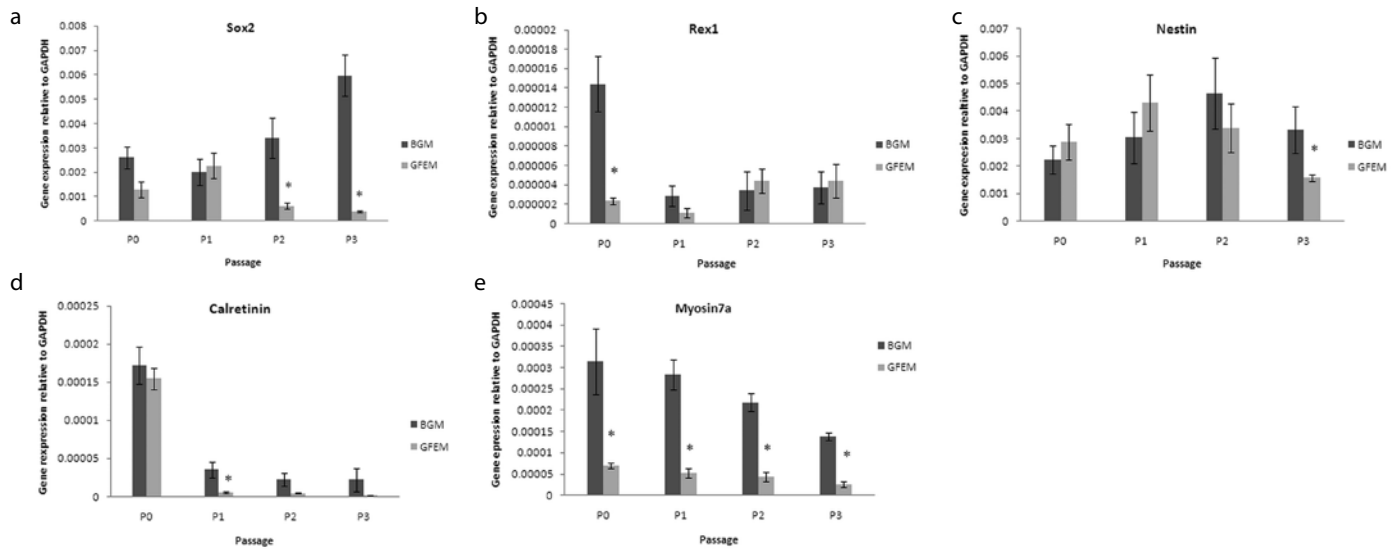 a
Sox2
Gene expression relative to GAPDH
0.008
0.007
0.006
0.005
0.004
0.003
0.002
0.001
0
*
*
P0 P1 P2 P3
Passage
BGM
GFEM
b
Rex1
Gene expression relative to GAPDH
0.00002
0.000018
0.000016
0.000014
0.000012
0.00001
0.000008
0.000006
0.000004
0.000002
0
*
P0 P1 P2 P3
Passage
BGM
GFEM
c
Nestin
Gene expreesion realtive to GAPDH
0.007
0.006
0.005
0.004
0.003
0.002
0.001
0
*
P0 P1 P2 P3
Passage
BGM
GFEM
d
Calretinin
Gene rexpression relative to GAPDH
0.00025
0.0002
0.00015
0.0001
0.00005
0
*
P0 P1 P2 P3
Passage
BGM
GFEM
e
Myosin7a
Gene epression relative to GAPDH
0.00045
0.0004
0.00035
0.0003
0.00025
0.0002
0.00015
0.0001
0.00005
0
*
*
*
*
P0 P1 P2 P3
Passage
BGM
GFEM